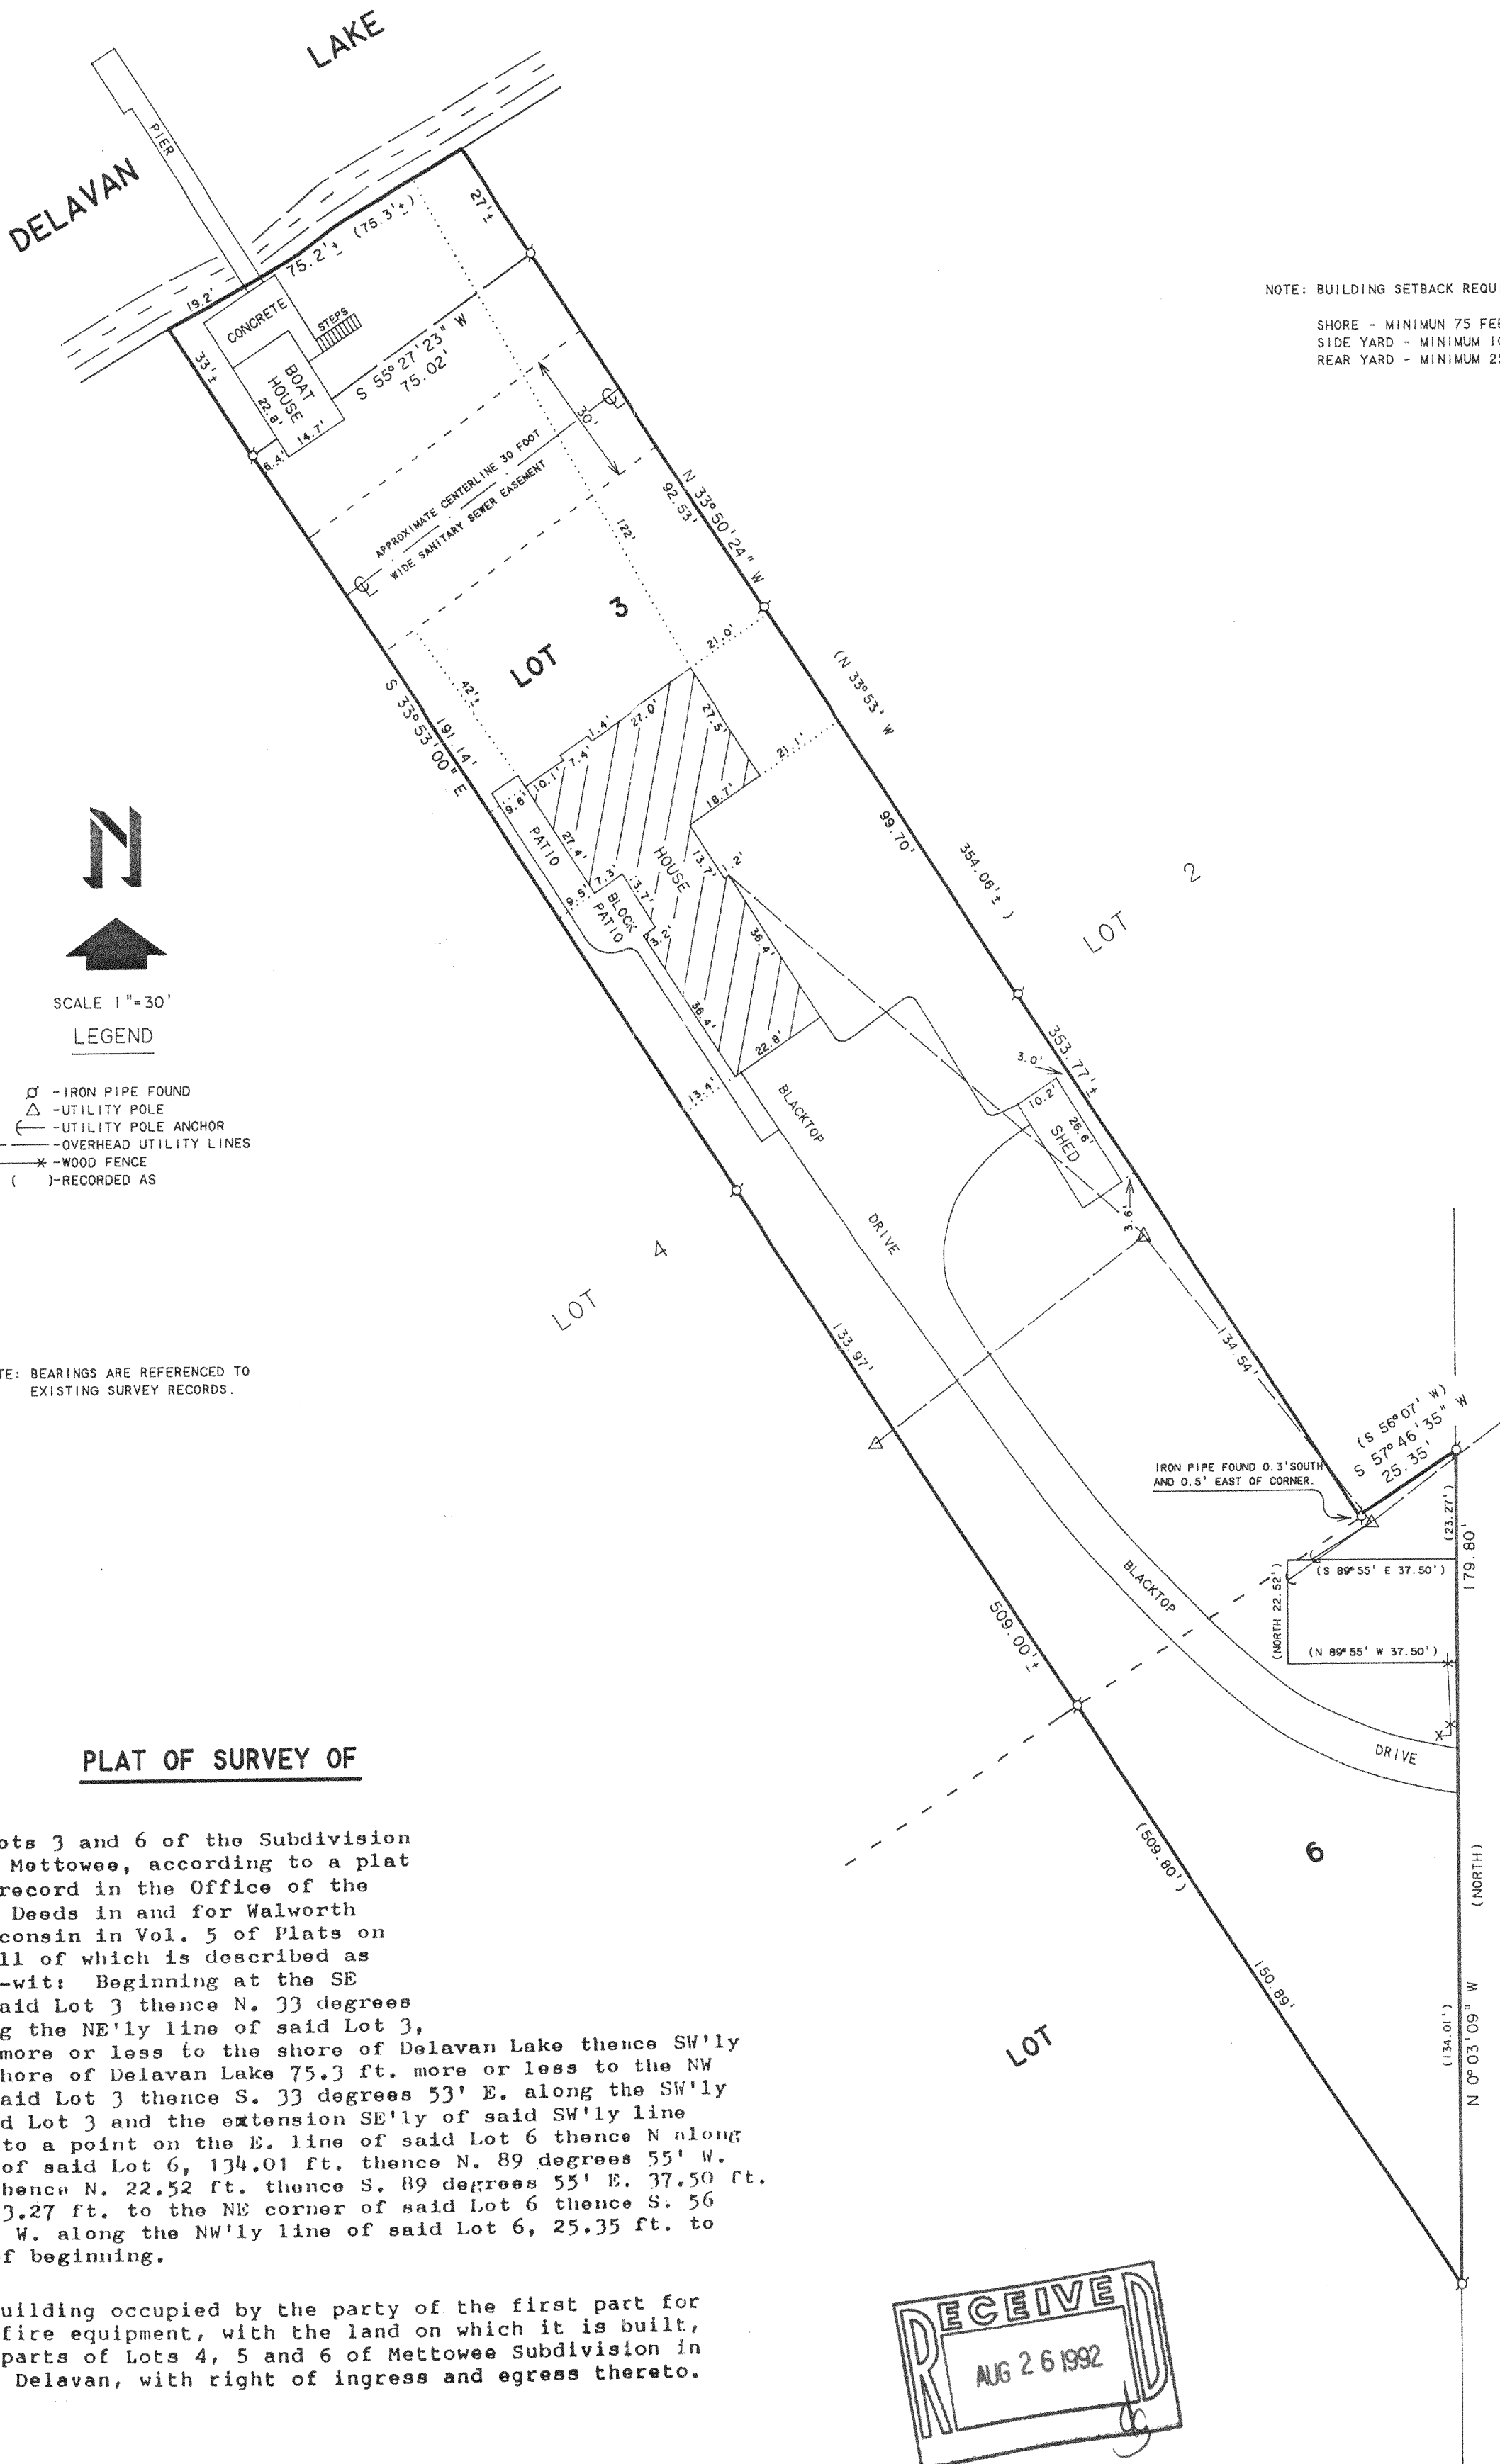 LAKE
DELAVAN
PIER
27'±
75.2'± (75.3'±)
19.2'
CONCRETE
STEPS
33'±
BOAT
HOUSE
22.8'
14.7'
6.4'
S 55° 27' 23" W
75.02'
NOTE: BUILDING SETBACK REQU
SHORE - MINIMUN 75 FEE
SIDE YARD - MINIMUM 10
REAR YARD - MINIMUM 25
30'
APPROXIMATE CENTERLINE 30 FOOT
WIDE SANITARY SEWER EASEMENT
122'
N 33° 50' 24" W
92.53'
LOT 3
21.0'
(N 33° 53' W
354.06'± )
42'±
191.14'
S 33° 53' 00" E
1.4'
27.0'
7.4'
10.1'
27.5'
21.1'
18.7'
9.6'
PATIO
27.4'
HOUSE
13.7'
1.2'
99.70'
9.5'
7.3'
13.7'
BLOCK
PATIO
3.2'
36.4'
36.4'
22.8'
LOT 2
N
SCALE 1"=30'
LEGEND
-IRON PIPE FOUND
-UTILITY POLE
-UTILITY POLE ANCHOR
-OVERHEAD UTILITY LINES
-WOOD FENCE
( )-RECORDED AS
13.4'
BLACKTOP
DRIVE
3.0'
353.77'±
10.2'
26.6'
SHED
3.6'
LOT 4
133.97'
134.54'
TE: BEARINGS ARE REFERENCED TO
EXISTING SURVEY RECORDS.
(S 56° 07' W)
S 57° 46' 35" W
25.35'
IRON PIPE FOUND 0.3'SOUTH
AND 0.5' EAST OF CORNER.
(23.27')
179.80'
(S 89° 55' E 37.50')
(NORTH 22.52')
(N 89° 55' W 37.50')
BLACKTOP
DRIVE
509.00'±
(509.80')
150.89'
LOT 6
(NORTH)
(134.01')
N 0° 03' 09" W
PLAT OF SURVEY OF
ots 3 and 6 of the Subdivision
Mettowee, according to a plat
record in the Office of the
Deeds in and for Walworth
consin in Vol. 5 of Plats on
ll of which is described as
-wit: Beginning at the SE
aid Lot 3 thence N. 33 degrees
g the NE'ly line of said Lot 3,
more or less to the shore of Delavan Lake thence SW'ly
hore of Delavan Lake 75.3 ft. more or less to the NW
aid Lot 3 thence S. 33 degrees 53' E. along the SW'ly
d Lot 3 and the extension SE'ly of said SW'ly line
to a point on the E. line of said Lot 6 thence N along
of said Lot 6, 134.01 ft. thence N. 89 degrees 55' W.
hence N. 22.52 ft. thence S. 89 degrees 55' E. 37.50 ft.
3.27 ft. to the NE corner of said Lot 6 thence S. 56
W. along the NW'ly line of said Lot 6, 25.35 ft. to
f beginning.
uilding occupied by the party of the first part for
fire equipment, with the land on which it is built,
parts of Lots 4, 5 and 6 of Mettowee Subdivision in
Delavan, with right of ingress and egress thereto.
RECEIVED
AUG 26 1992